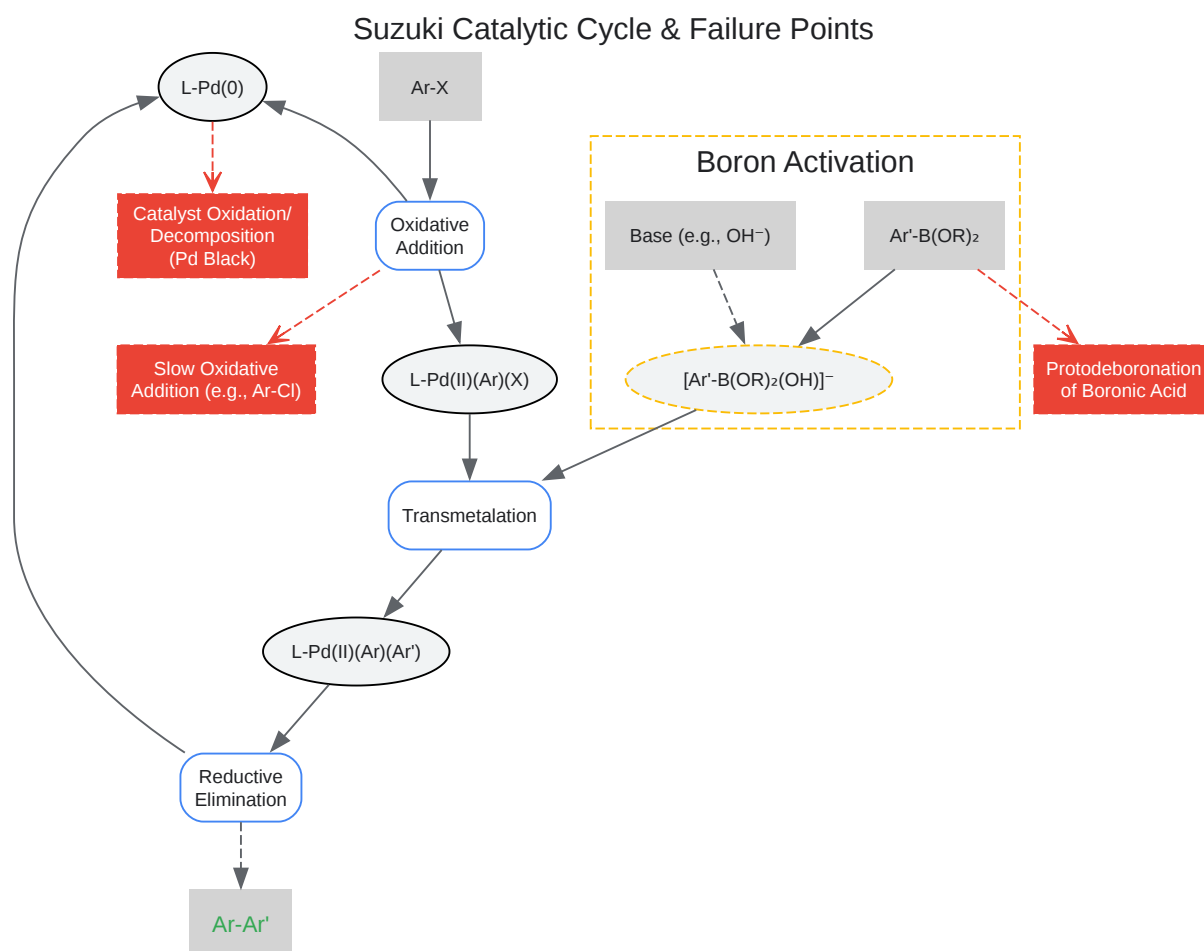 Suzuki Catalytic Cycle & Failure Points
L-Pd(0)
Ar-X
Boron Activation
Catalyst Oxidation/
Decomposition
(Pd Black)
Oxidative
Addition
Base (e.g., OH⁻)
Ar'-B(OR)₂
Slow Oxidative
Addition (e.g., Ar-Cl)
L-Pd(II)(Ar)(X)
[Ar'-B(OR)₂(OH)]⁻
Protodeboronation
of Boronic Acid
Transmetalation
L-Pd(II)(Ar)(Ar')
Reductive
Elimination
Ar-Ar'